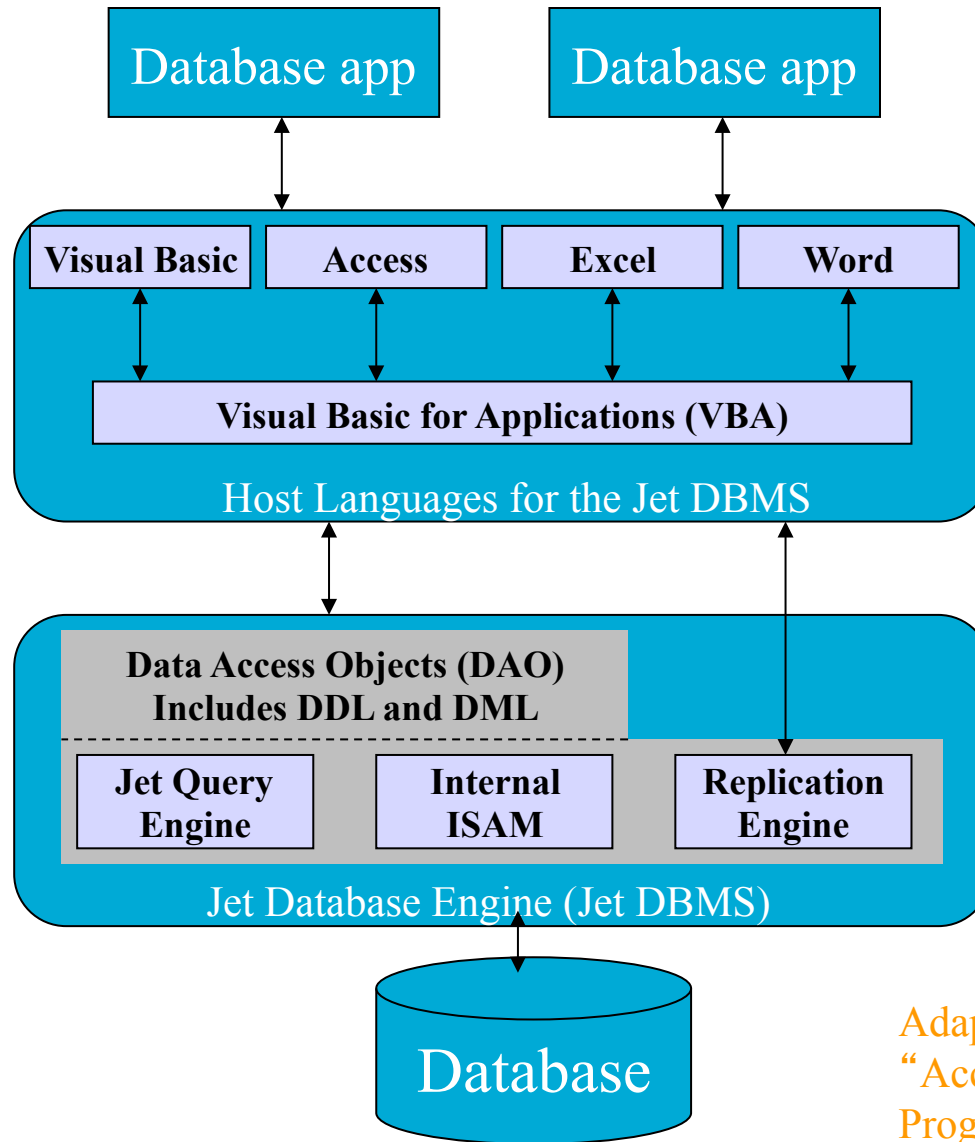 Database app
Database app
Visual Basic
Access
Excel
Word
Visual Basic for Applications (VBA)
Host Languages for the Jet DBMS
Data Access Objects (DAO)
Includes DDL and DML
Jet Query
Engine
Internal
ISAM
Replication
Engine
Jet Database Engine (Jet DBMS)
Database